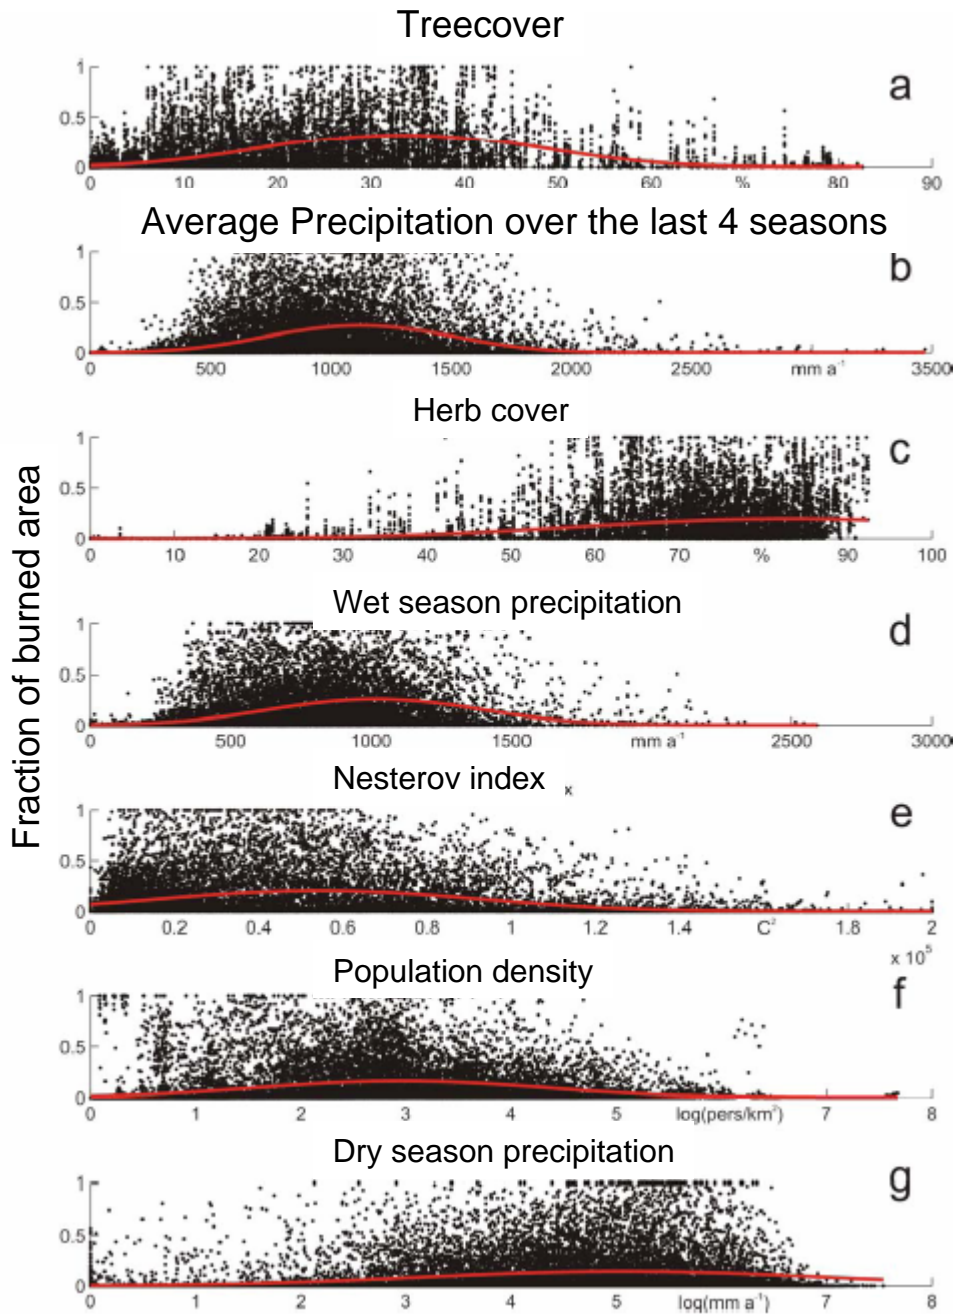 Treecover
a
1
0.5
0
0 10 20 30 40 50 60 % 80 90
Average Precipitation over the last 4 seasons
b
1
0.5
0
0 500 1000 1500 2000 2500 mm a⁻¹ 3500
Herb cover
c
1
0.5
0
0 10 20 30 40 50 60 70 % 90 100
Fraction of burned area
Wet season precipitation
d
1
0.5
0
0 500 1000 1500 mm a⁻¹ 2500 3000
Nesterov index x
e
1
0.5
0
0 0.2 0.4 0.6 0.8 1 1.2 1.4 C² 1.8 2
x 10⁵
Population density
f
1
0.5
0
0 1 2 3 4 5 log(pers/km²) 7 8
Dry season precipitation
g
1
0.5
0
0 1 2 3 4 5 log(mm a⁻¹) 7 8